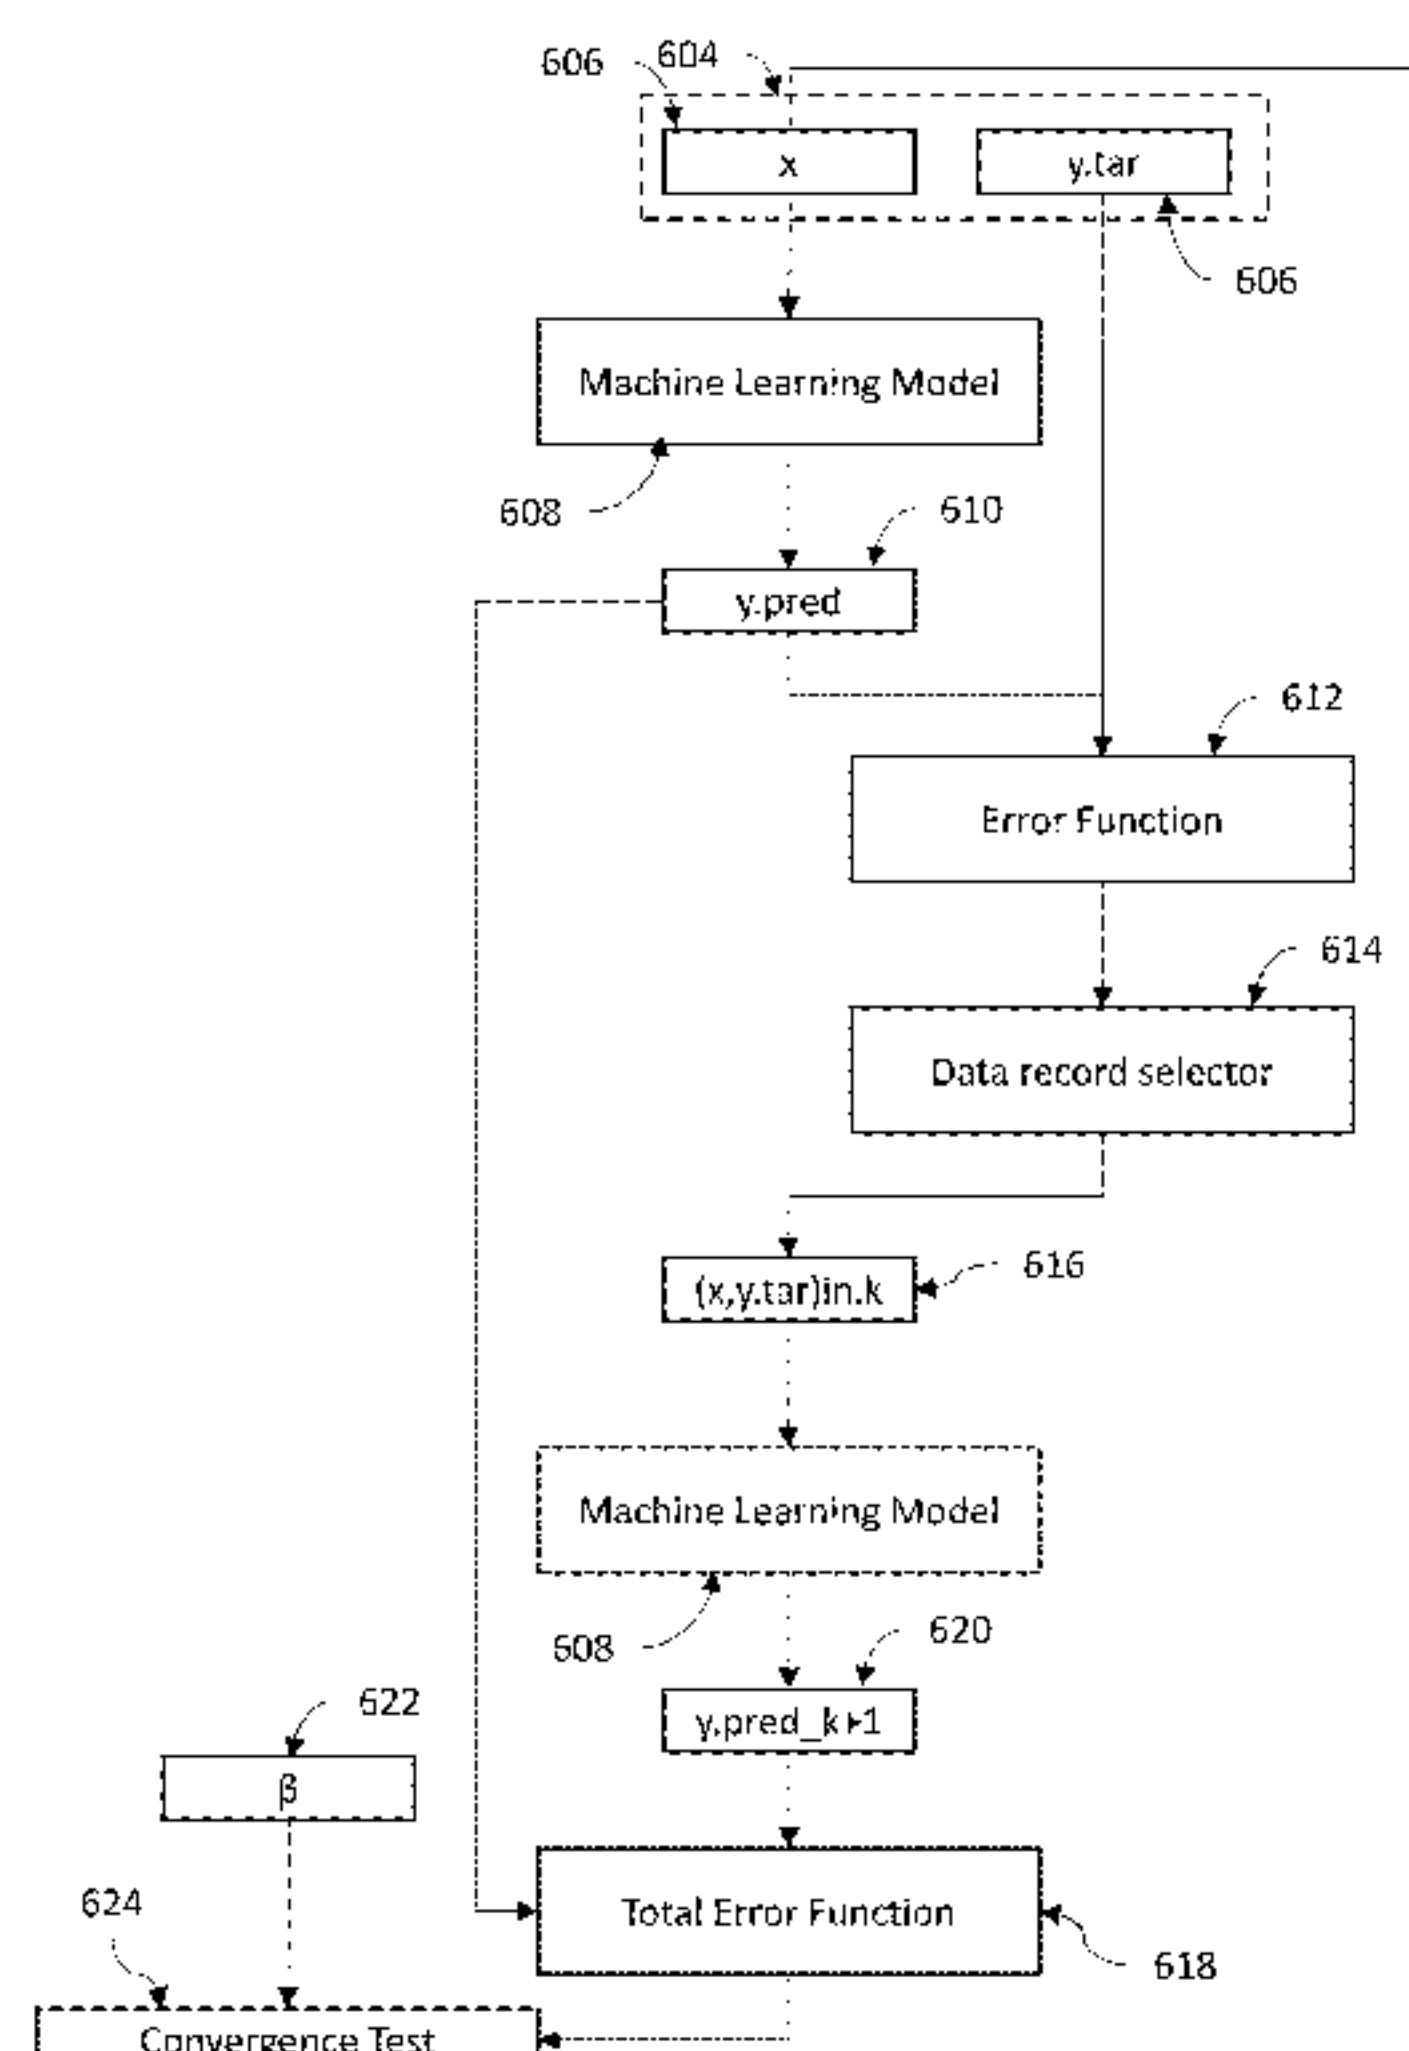 606
604
x
y.tar
606
Machine Learning Model
608
610
y.pred
612
Error Function
614
Data record selector
(x,y.tar)in.k
616
Machine Learning Model
608
620
y.pred_k+1
622
β
624
Total Error Function
618
Convergence Test